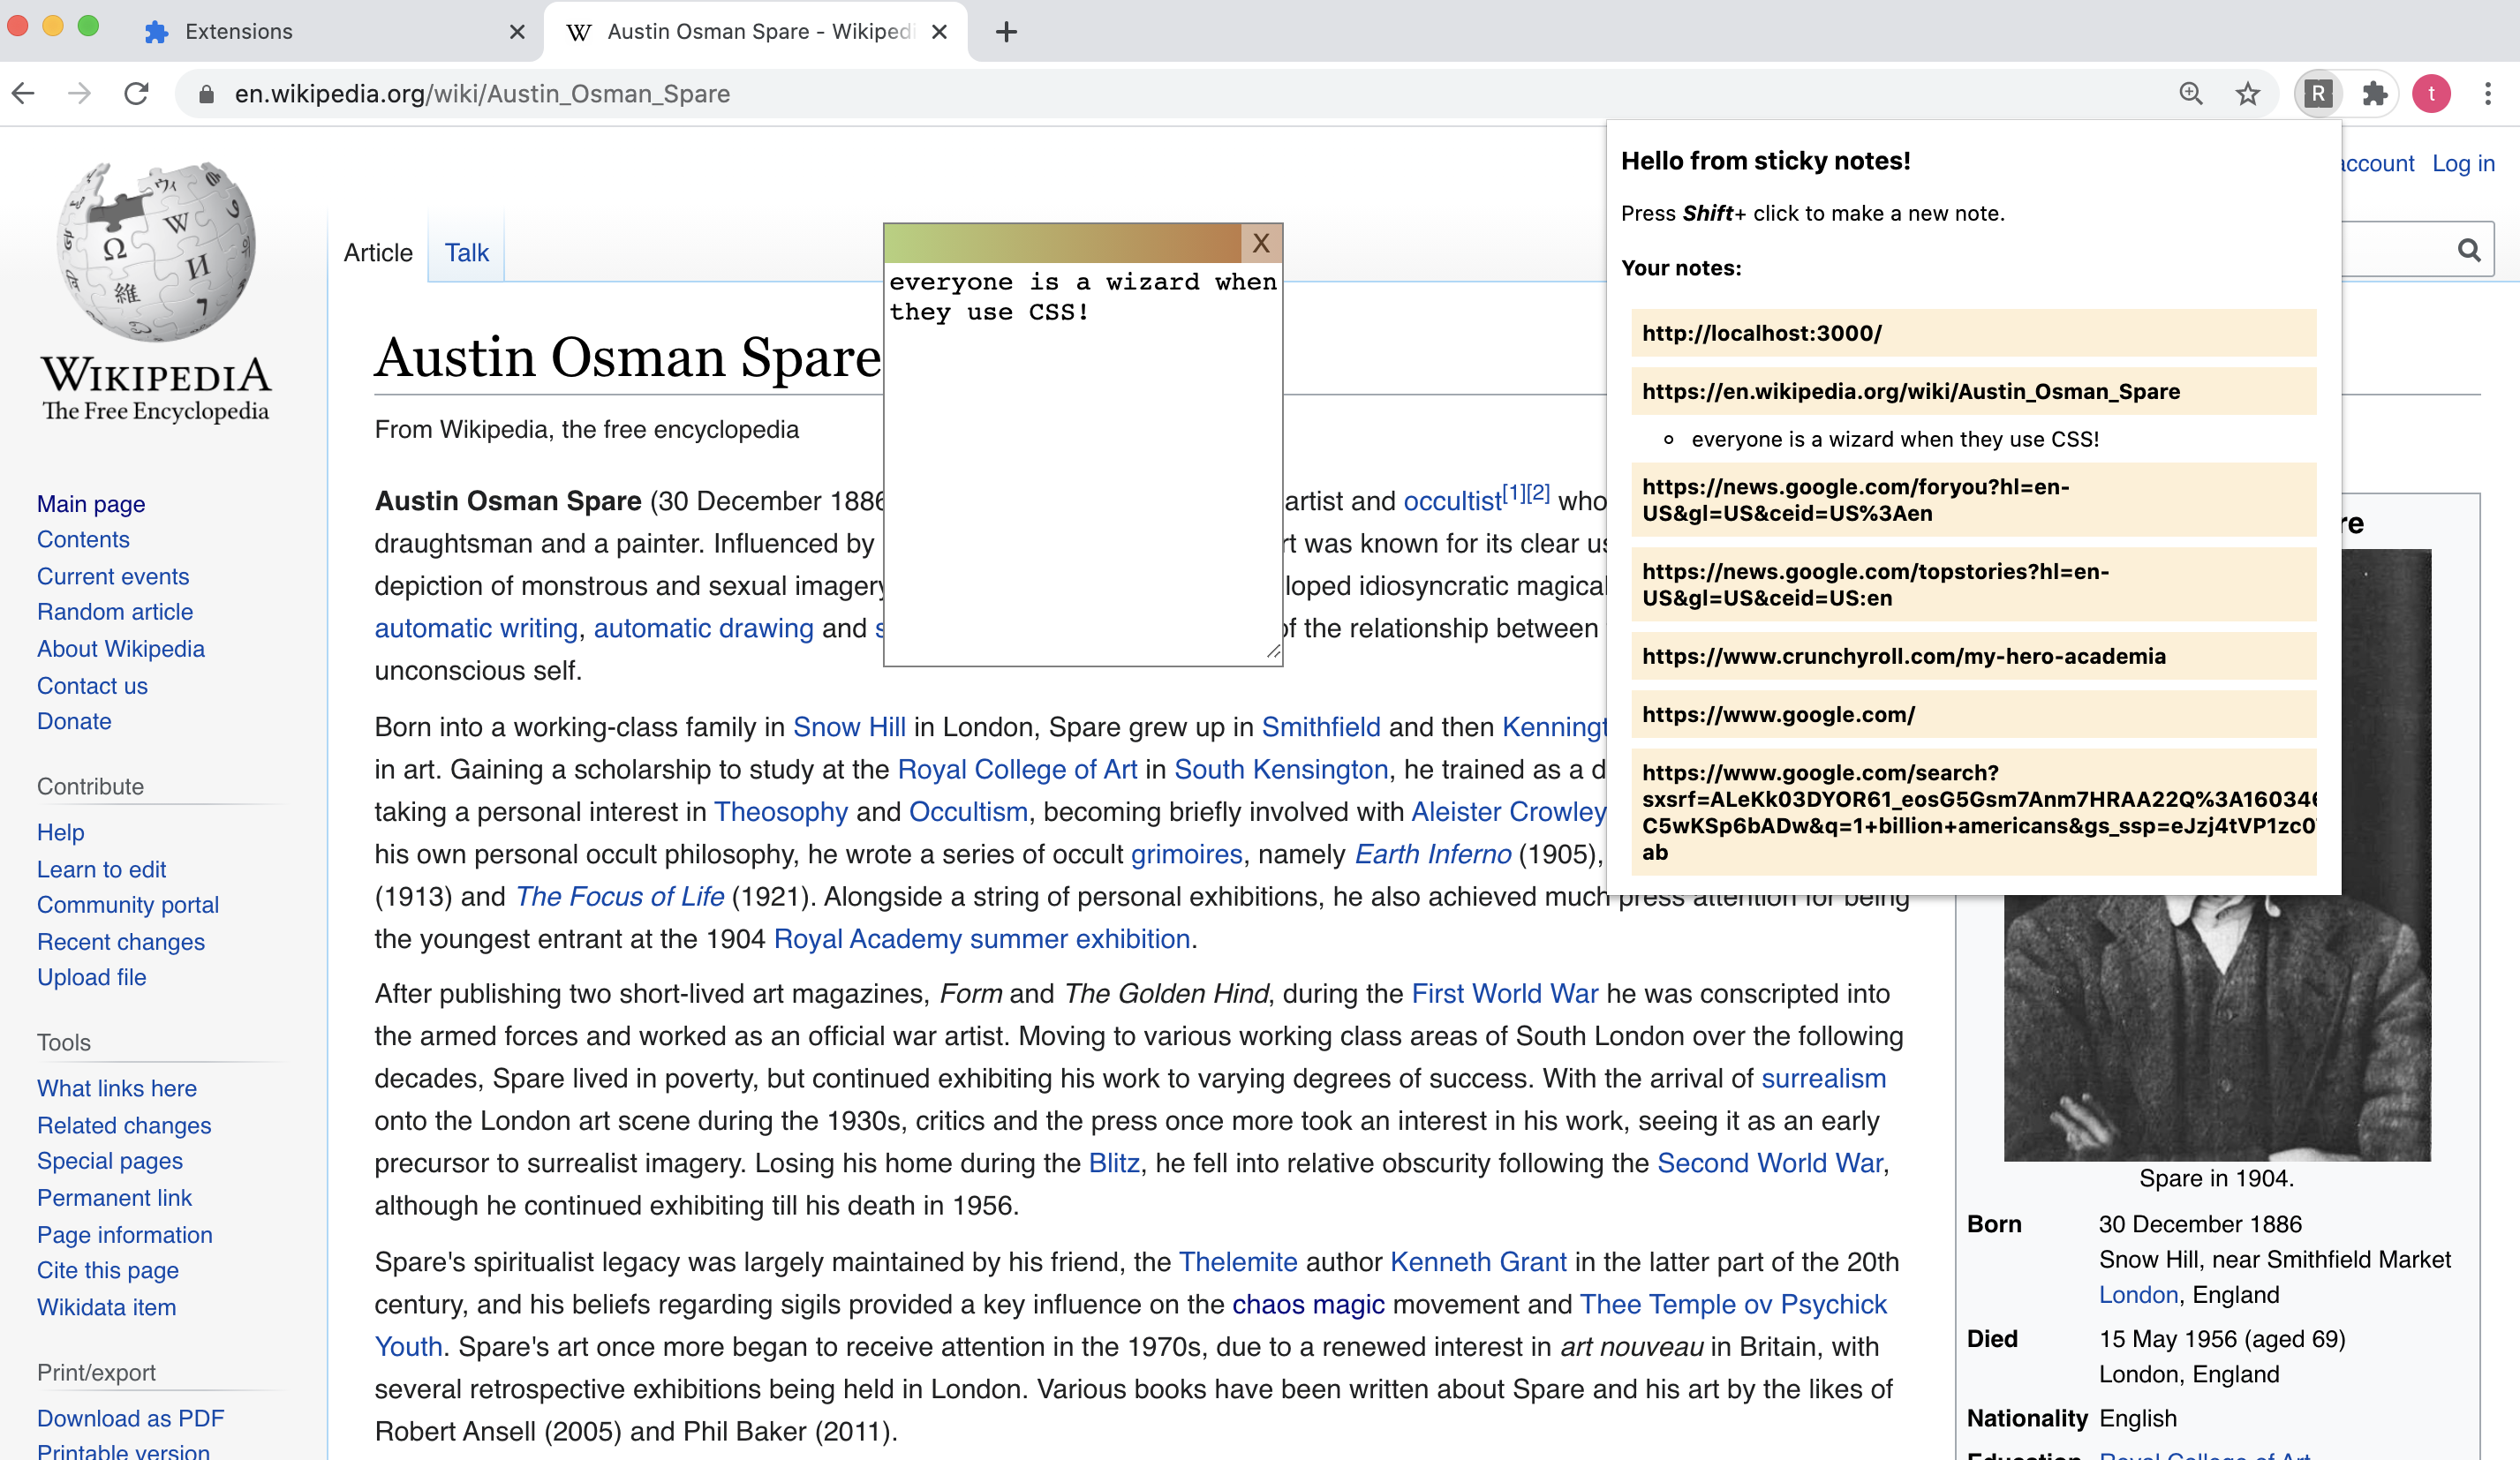 Extensions
Austin Osman Spare - Wikiped
en.wikipedia.org/wiki/Austin_Osman_Spare
R
t
WIKIPEDIA
The Free Encyclopedia
Main page
Contents
Current events
Random article
About Wikipedia
Contact us
Donate
Contribute
Help
Learn to edit
Community portal
Recent changes
Upload file
Tools
What links here
Related changes
Special pages
Permanent link
Page information
Cite this page
Wikidata item
Print/export
Download as PDF
Printable version
account Log in
Article Talk
Austin Osman Spare
From Wikipedia, the free encyclopedia
Austin Osman Spare (30 December 1886 artist and occultist[1][2] who
draughtsman and a painter. Influenced by was known for its clear
depiction of monstrous and sexual imagery idiosyncratic magical
automatic writing, automatic drawing and of the relationship between
unconscious self.
Born into a working-class family in Snow Hill in London, Spare grew up in Smithfield and then Kenningt
in art. Gaining a scholarship to study at the Royal College of Art in South Kensington, he trained as a d
taking a personal interest in Theosophy and Occultism, becoming briefly involved with Aleister Crowley
his own personal occult philosophy, he wrote a series of occult grimoires, namely Earth Inferno (1905),
(1913) and The Focus of Life (1921). Alongside a string of personal exhibitions, he also achieved much press attention for being
the youngest entrant at the 1904 Royal Academy summer exhibition.
After publishing two short-lived art magazines, Form and The Golden Hind, during the First World War he was conscripted into
the armed forces and worked as an official war artist. Moving to various working class areas of South London over the following
decades, Spare lived in poverty, but continued exhibiting his work to varying degrees of success. With the arrival of surrealism
onto the London art scene during the 1930s, critics and the press once more took an interest in his work, seeing it as an early
precursor to surrealist imagery. Losing his home during the Blitz, he fell into relative obscurity following the Second World War,
although he continued exhibiting till his death in 1956.
Spare's spiritualist legacy was largely maintained by his friend, the Thelemite author Kenneth Grant in the latter part of the 20th
century, and his beliefs regarding sigils provided a key influence on the chaos magic movement and Thee Temple ov Psychick
Youth. Spare's art once more began to receive attention in the 1970s, due to a renewed interest in art nouveau in Britain, with
several retrospective exhibitions being held in London. Various books have been written about Spare and his art by the likes of
Robert Ansell (2005) and Phil Baker (2011).
X
everyone is a wizard when
they use CSS!
Hello from sticky notes!
Press Shift+ click to make a new note.
Your notes:
http://localhost:3000/
https://en.wikipedia.org/wiki/Austin_Osman_Spare
everyone is a wizard when they use CSS!
https://news.google.com/foryou?hl=en-
US&gl=US&ceid=US%3Aen
https://news.google.com/topstories?hl=en-
US&gl=US&ceid=US:en
https://www.crunchyroll.com/my-hero-academia
https://www.google.com/
https://www.google.com/search?
sxsrf=ALeKk03DYOR61_eosG5Gsm7Anm7HRAA22Q%3A160346
C5wKSp6bADw&q=1+billion+americans&gs_ssp=eJzj4tVP1zc0
ab
re
Spare in 1904.
Born 30 December 1886
Snow Hill, near Smithfield Market
London, England
Died 15 May 1956 (aged 69)
London, England
Nationality English
Education Royal College of Art